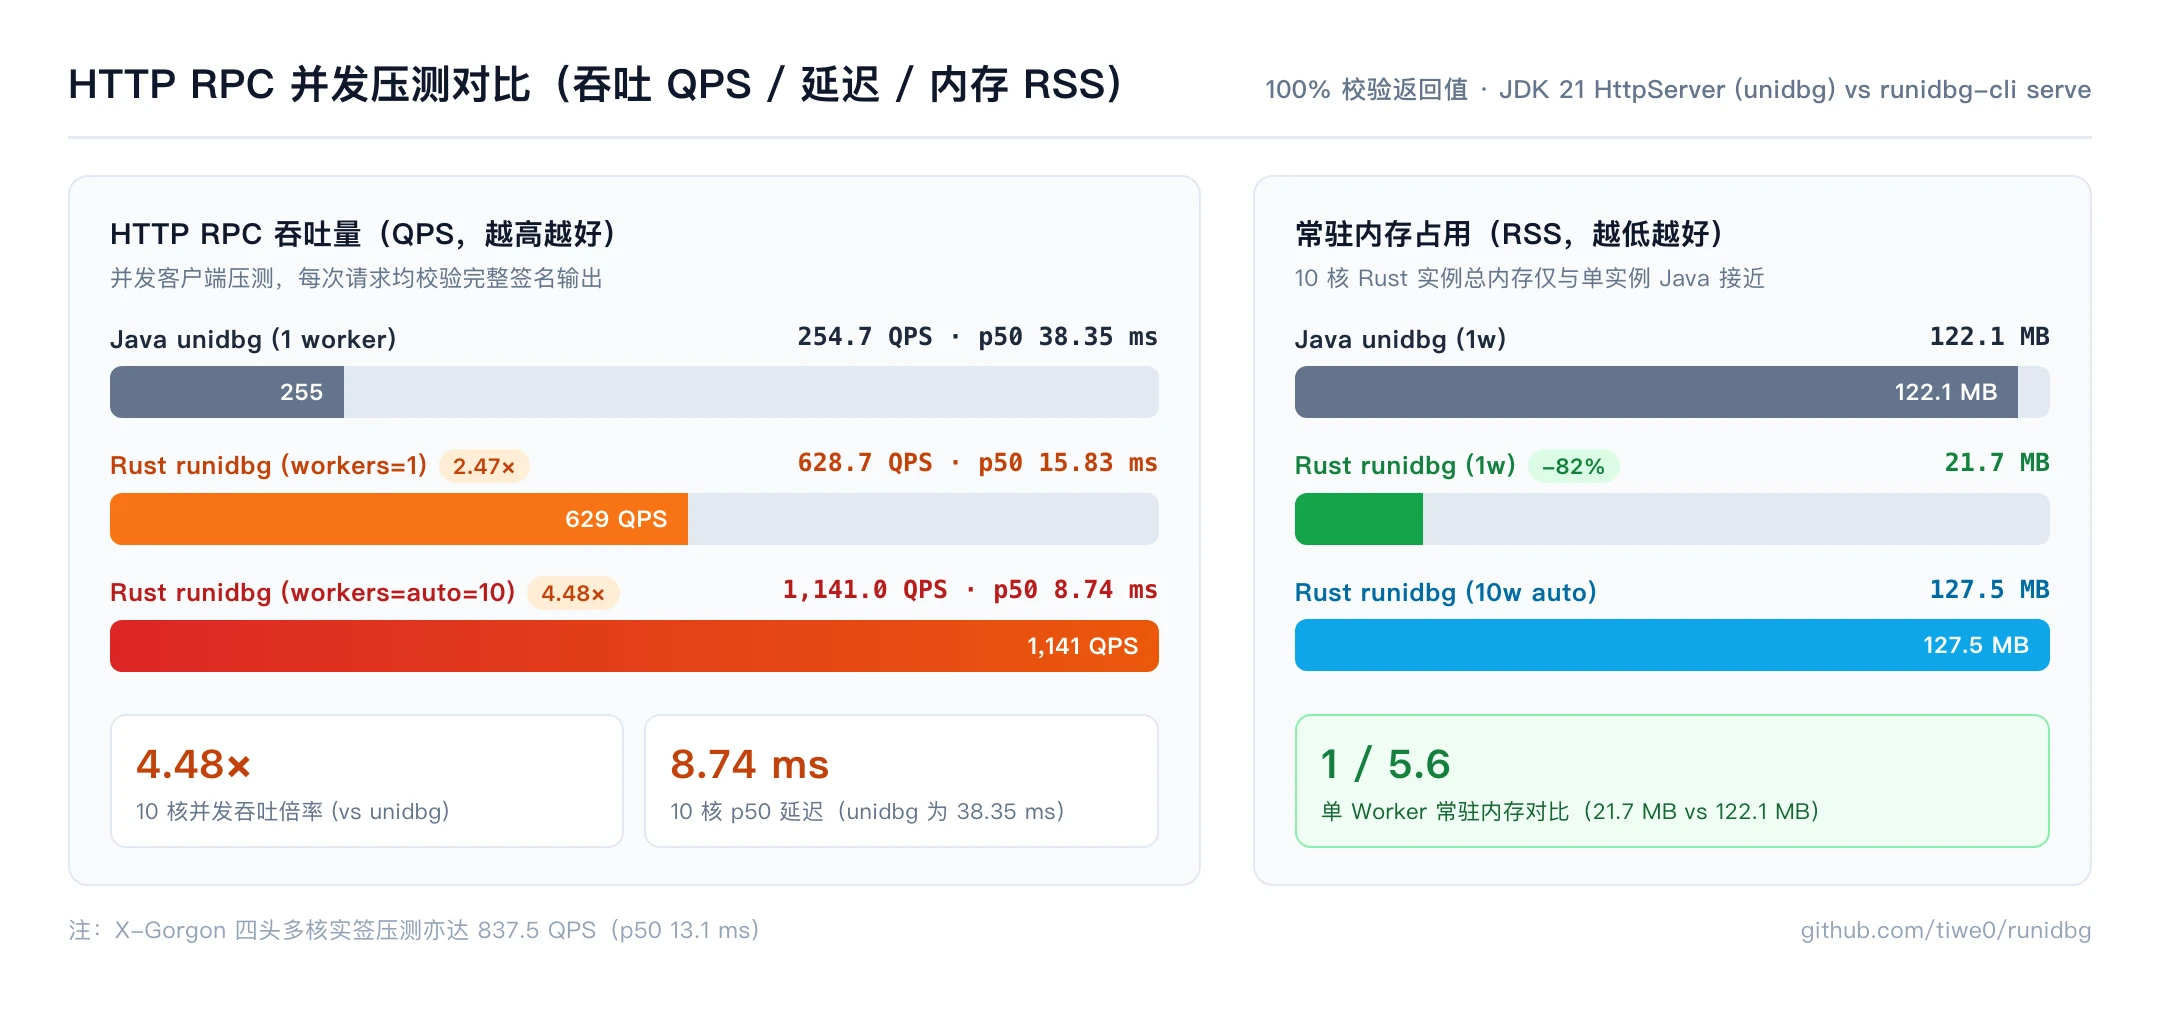 HTTP RPC 并发压测对比（吞吐 QPS / 延迟 / 内存 RSS）
100% 校验返回值 · JDK 21 HttpServer (unidbg) vs runidbg-cli serve
HTTP RPC 吞吐量（QPS，越高越好）
并发客户端压测，每次请求均校验完整签名输出
Java unidbg (1 worker)
254.7 QPS · p50 38.35 ms
255
Rust runidbg (workers=1)
2.47×
628.7 QPS · p50 15.83 ms
629 QPS
Rust runidbg (workers=auto=10)
4.48×
1,141.0 QPS · p50 8.74 ms
1,141 QPS
4.48×
10 核并发吞吐倍率 (vs unidbg)
8.74 ms
10 核 p50 延迟（unidbg 为 38.35 ms）
常驻内存占用（RSS，越低越好）
10 核 Rust 实例总内存仅与单实例 Java 接近
Java unidbg (1w)
122.1 MB
122.1 MB
Rust runidbg (1w)
-82%
21.7 MB
Rust runidbg (10w auto)
127.5 MB
127.5 MB
1 / 5.6
单 Worker 常驻内存对比（21.7 MB vs 122.1 MB）
注：X-Gorgon 四头多核实签压测亦达 837.5 QPS（p50 13.1 ms）
github.com/tiwe0/runidbg